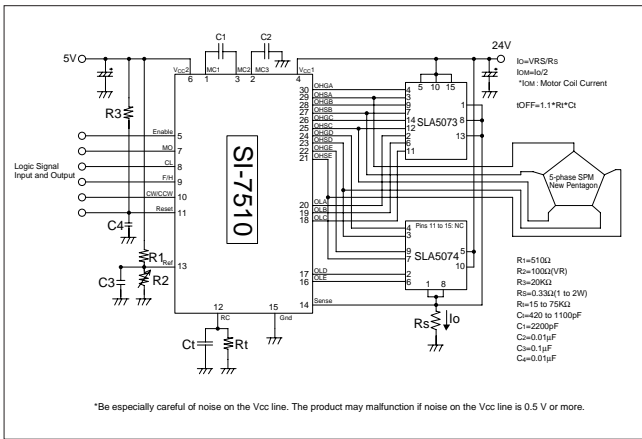 C1
C2
24V
5V
Vcc2
MC1
MC2
MC3
Vcc1
6
1
3
2
4
IO=VRS/RS
IOM=IO/2
*IOM : Motor Coil Current
tOFF=1.1*Rt*Ct
R3
SI-7510
30 OHGA
29 OHSA
28 OHGB
27 OHSB
26 OHGC
25 OHSC
24 OHGD
23 OHSD
22 OHGE
21 OHSE
5 10 15
4
3
9
7
14
12
2
6
11
SLA5073
1
8
13
Enable 5
MO 7
CL 8
F/H 9
CW/CCW 10
Reset 11
Logic Signal
Input and Output
5-phase SPM
New Pentagon
20 OLA
19 OLB
18 OLC
C4
R1
Ref
13
C3
R2
Pins 11 to 15: NC
4
3
9
7
2
6
SLA5074
5
10
1 8
17 OLD
16 OLE
14 Sense
12
RC
15
Gnd
Ct
Rt
Rs
Io
R1=510Ω
R2=100Ω(VR)
R3=20KΩ
RS=0.33Ω(1 to 2W)
Rt=15 to 75KΩ
Ct=420 to 1100pF
C1=2200pF
C2=0.01µF
C3=0.1µF
C4=0.01µF
*Be especially careful of noise on the Vcc line. The product may malfunction if noise on the Vcc line is 0.5 V or more.